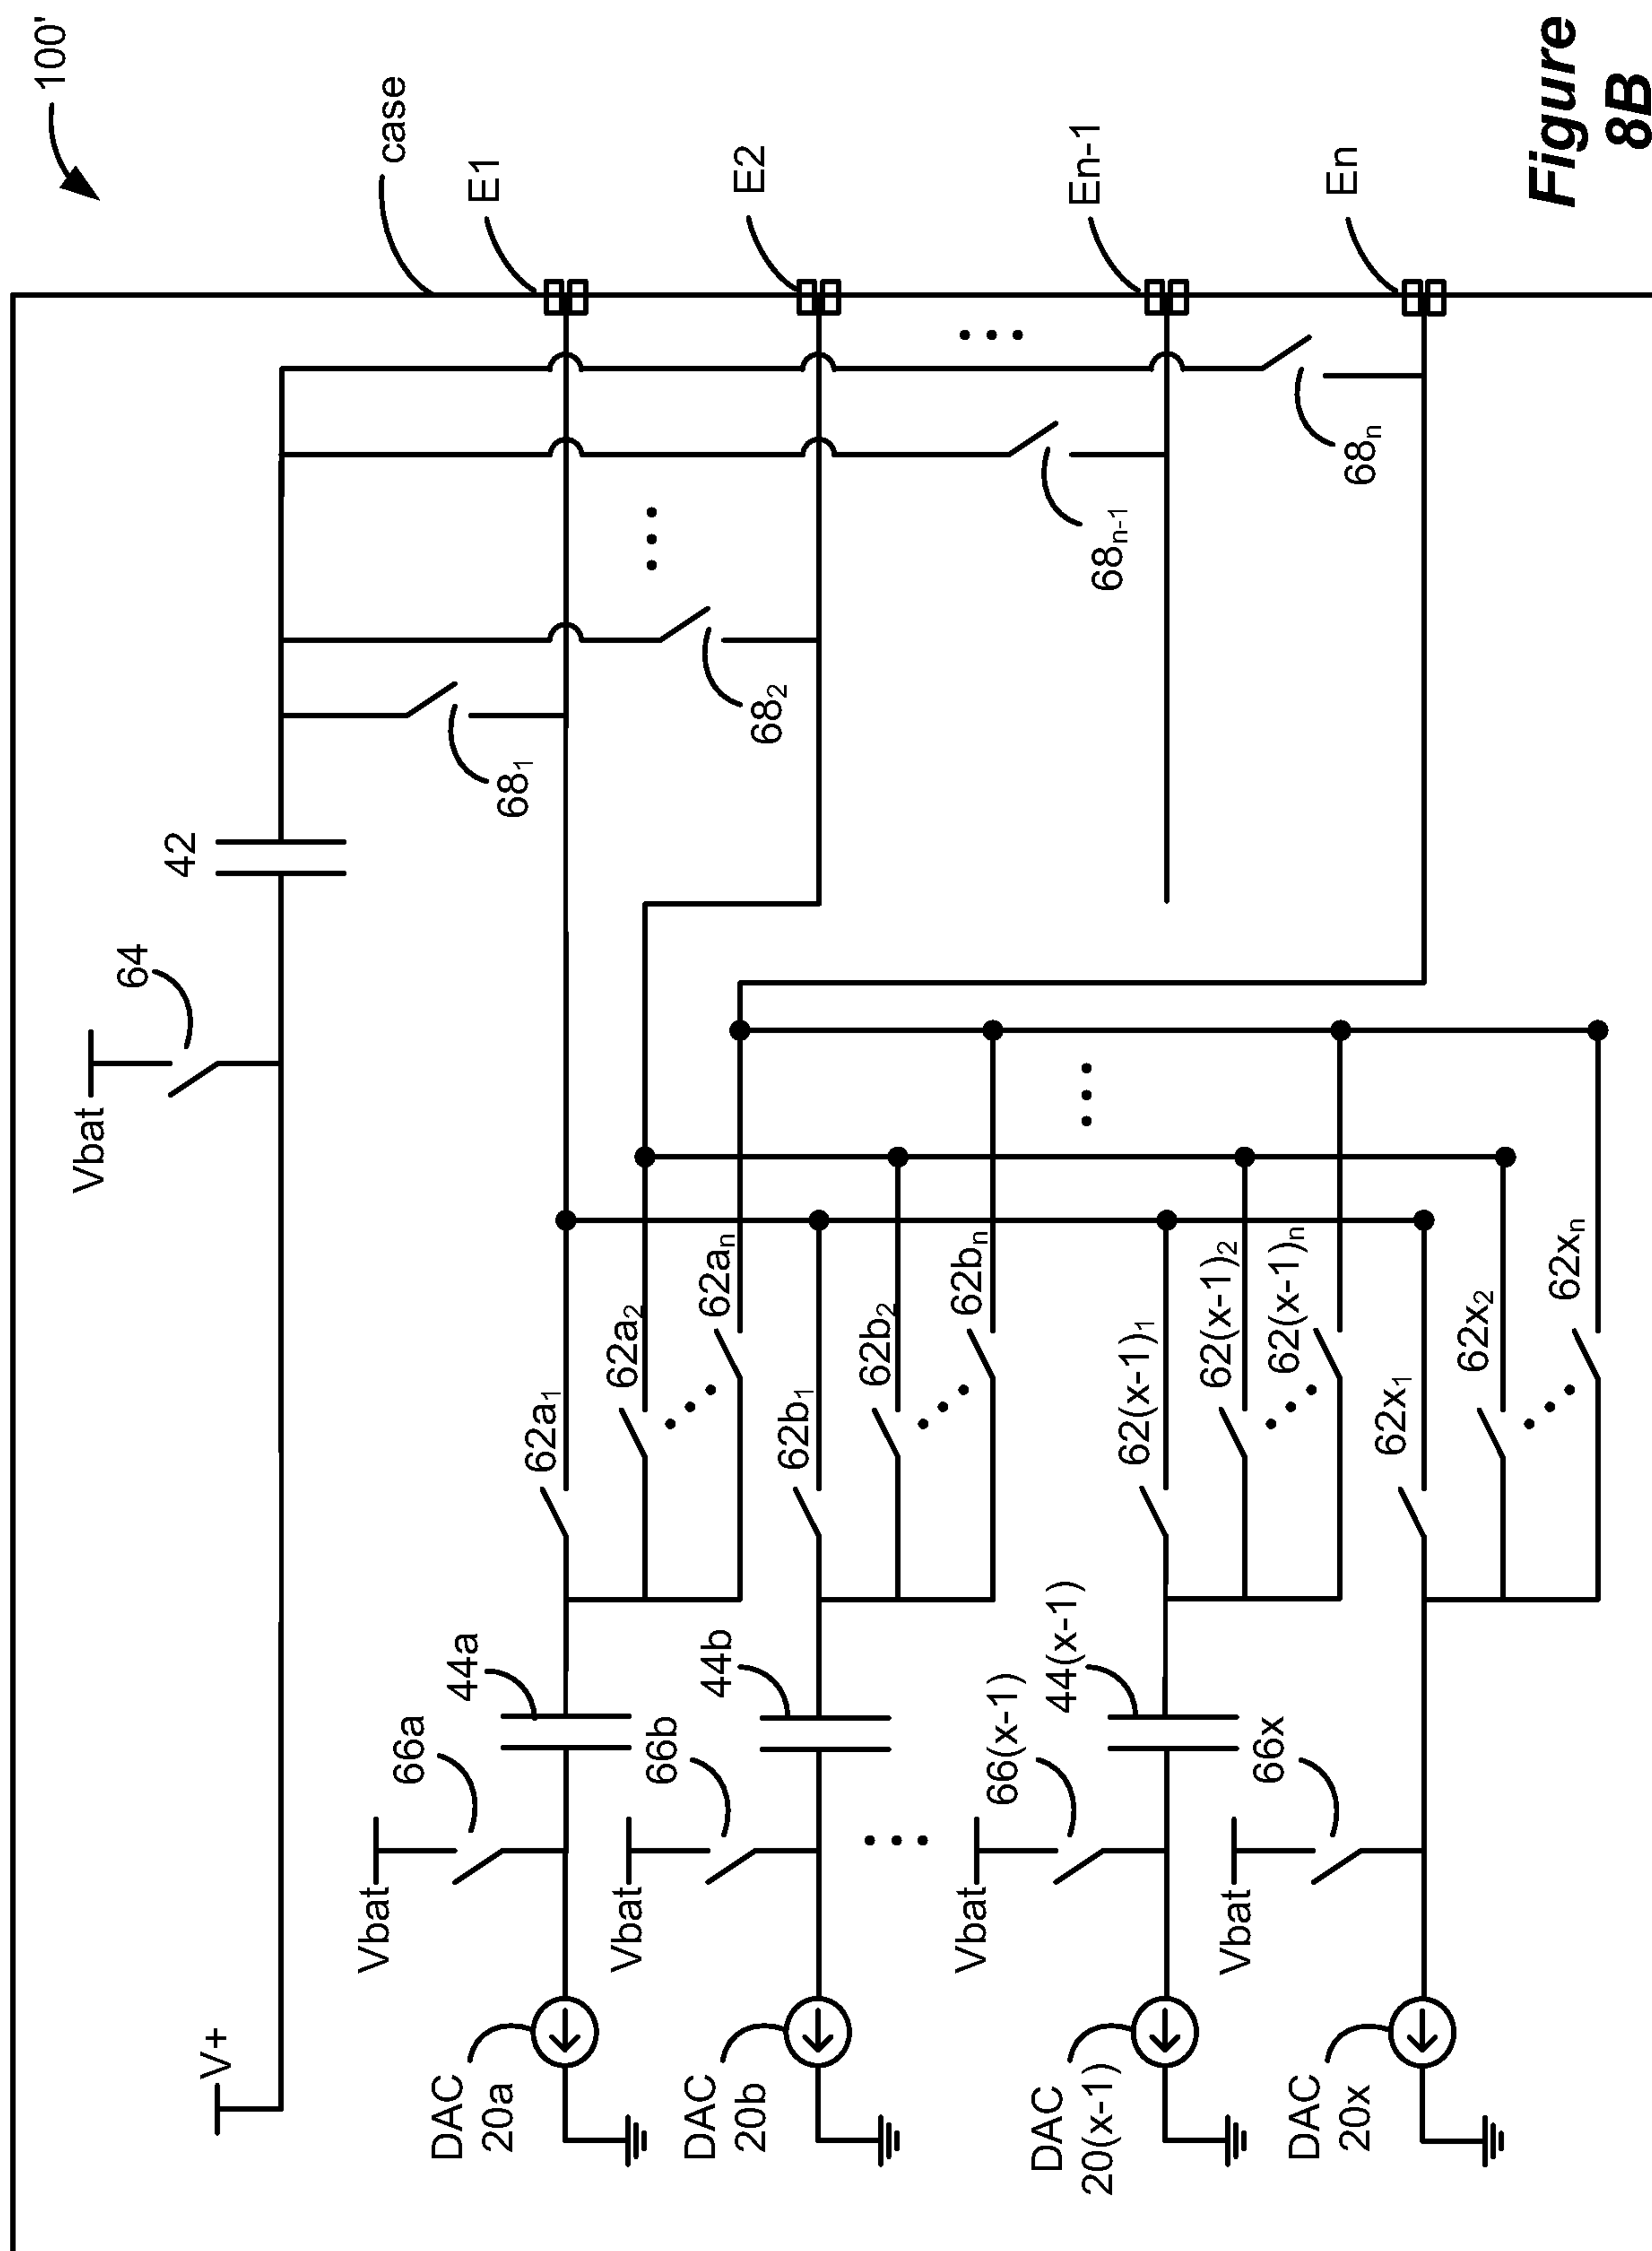 100'
V+
Vbat
64
42
case
E1
E2
En-1
En
68₁
68₂
68ₙ₋₁
68ₙ
Vbat
66a
44a
DAC
20a
62a₁
62a₂
62aₙ
Vbat
66b
44b
DAC
20b
62b₁
62b₂
62bₙ
Vbat
66(x-1)
44(x-1)
DAC
20(x-1)
62(x-1)₁
62(x-1)₂
62(x-1)ₙ
Vbat
66x
DAC
20x
62x₁
62x₂
62xₙ
Figure
8B